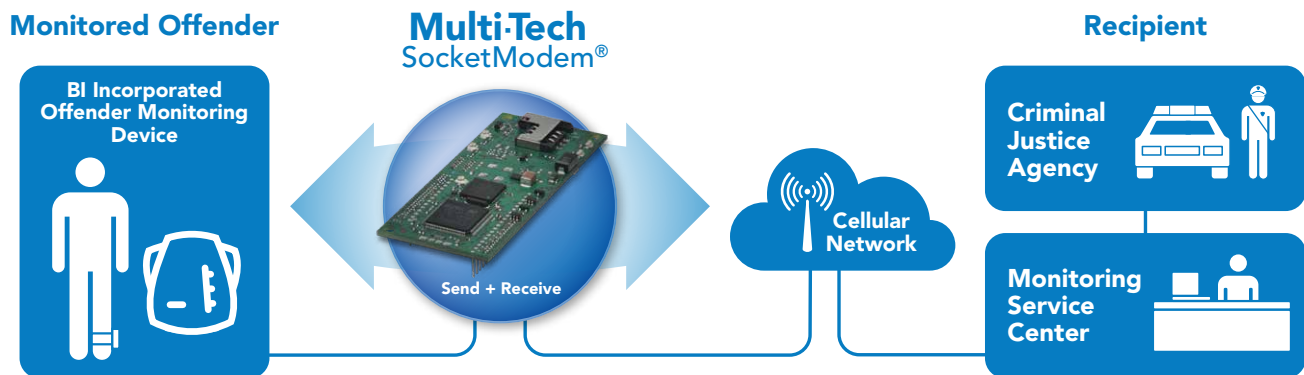 Monitored Offender
BI Incorporated
Offender Monitoring
Device
Multi·Tech
SocketModem®
Send + Receive
Cellular
Network
Recipient
Criminal
Justice
Agency
Monitoring
Service
Center